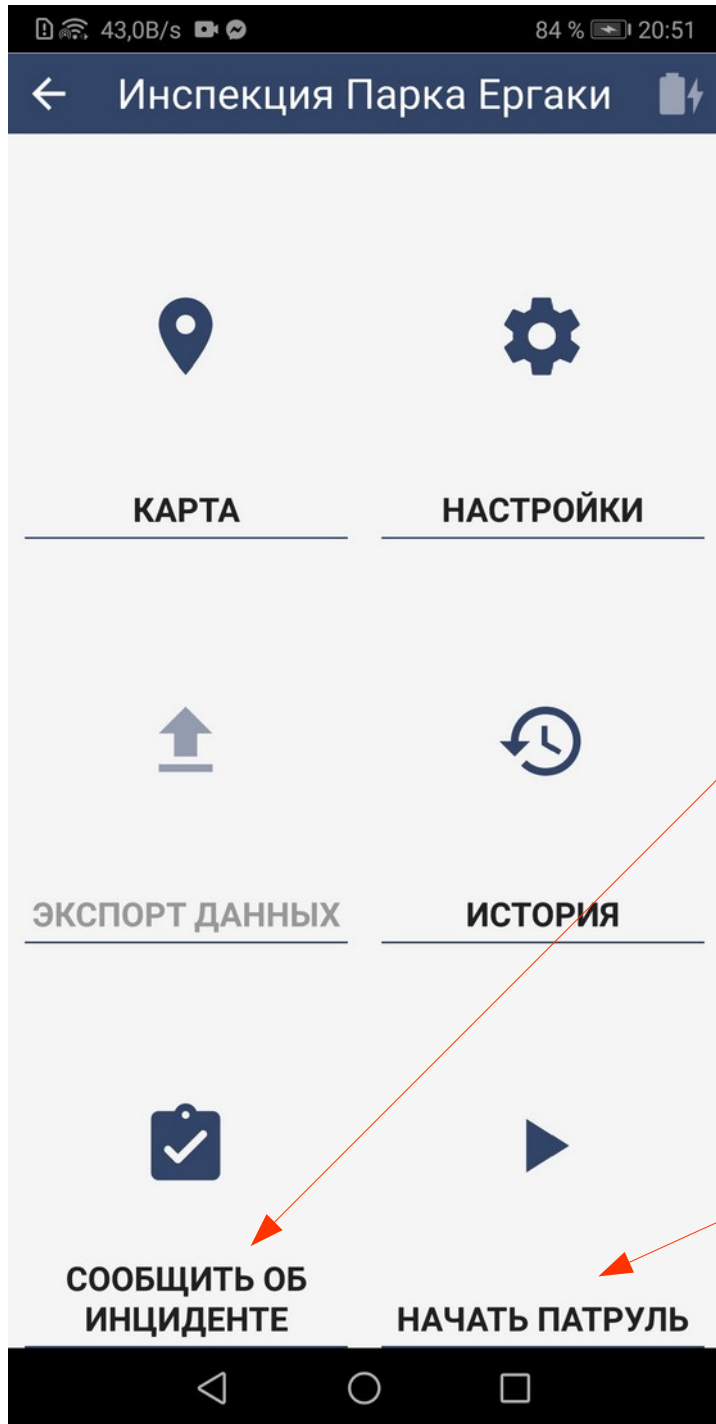 43,0B/s 84 % 20:51
Инспекция Парка Ергаки
КАРТА НАСТРОЙКИ
ЭКСПОРТ ДАННЫХ ИСТОРИЯ
СООБЩИТЬ ОБ
ИНЦИДЕНТЕ НАЧАТЬ ПАТРУЛЬ